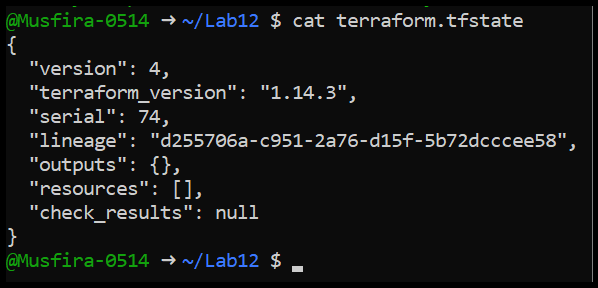 @Musfira-0514 → ~/Lab12 $ cat terraform.tfstate
{
  "version": 4,
  "terraform_version": "1.14.3",
  "serial": 74,
  "lineage": "d255706a-c951-2a76-d15f-5b72dcccee58",
  "outputs": {},
  "resources": [],
  "check_results": null
}
@Musfira-0514 → ~/Lab12 $